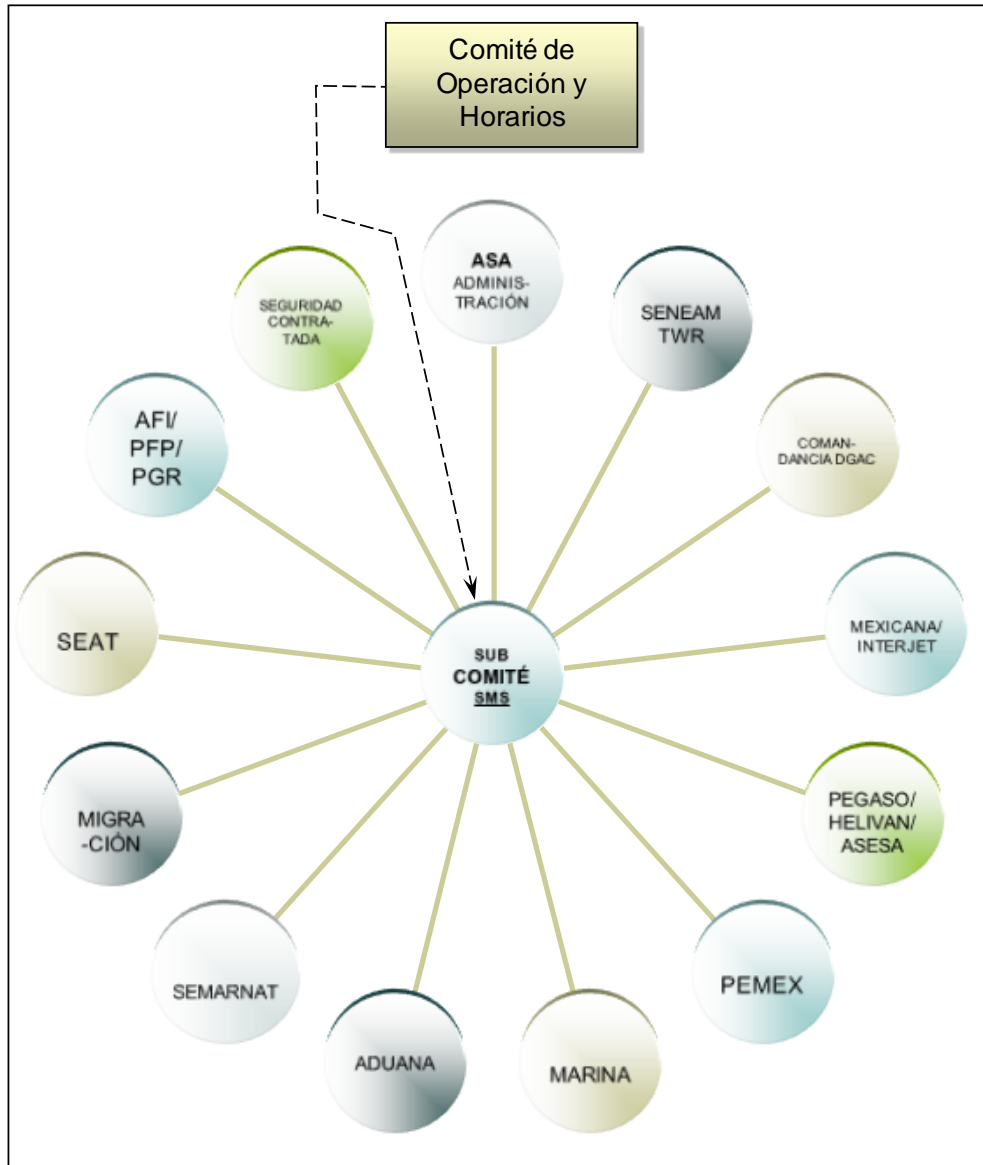 Comité de
Operación y
Horarios
ASA
ADMINIS-
TRACIÓN
SENEAM
TWR
COMAN-
DANCIA DGAC
MEXICANA/
INTERJET
PEGASO/
HELIVAN/
ASESA
PEMEX
MARINA
ADUANA
SEMARNAT
MIGRA
-CIÓN
SEAT
AFI/
PFP/
PGR
SEGURIDAD
CONTRA-
TADA
SUB
COMITÉ
SMS